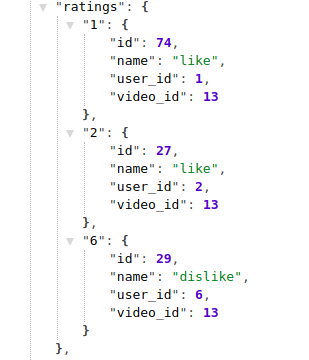 "ratings": {
"1": {
"id": 74,
"name": "like",
"user_id": 1,
"video_id": 13
},
"2": {
"id": 27,
"name": "like",
"user_id": 2,
"video_id": 13
},
"6": {
"id": 29,
"name": "dislike",
"user_id": 6,
"video_id": 13
}
},